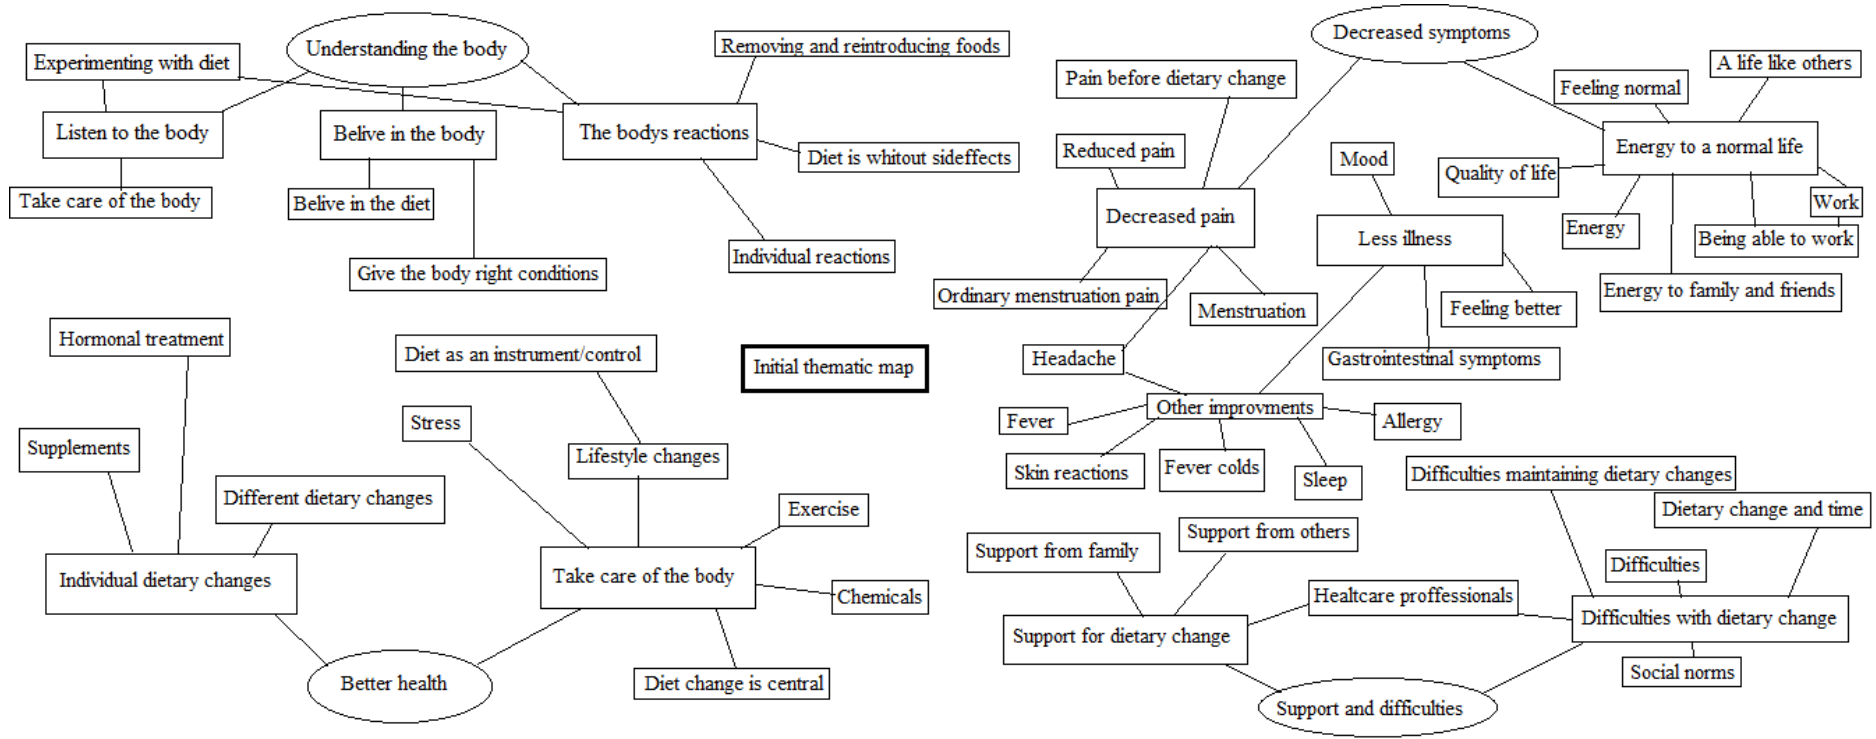 Understanding the body
Experimenting with diet
Removing and reintroducing foods
Listen to the body
Belive in the body
The bodys reactions
Diet is whitout sideffects
Take care of the body
Belive in the diet
Individual reactions
Give the body right conditions
Decreased symptoms
A life like others
Pain before dietary change
Feeling normal
Reduced pain
Mood
Energy to a normal life
Quality of life
Work
Decreased pain
Less illness
Energy
Being able to work
Ordinary menstruation pain
Menstruation
Feeling better
Energy to family and friends
Headache
Gastrointestinal symptoms
Other improvments
Fever
Allergy
Skin reactions
Fever colds
Sleep
Initial thematic map
Hormonal treatment
Diet as an instrument/control
Stress
Supplements
Lifestyle changes
Different dietary changes
Exercise
Individual dietary changes
Take care of the body
Chemicals
Better health
Diet change is central
Difficulties maintaining dietary changes
Dietary change and time
Support from others
Support from family
Difficulties
Healtcare proffessionals
Support for dietary change
Difficulties with dietary change
Social norms
Support and difficulties